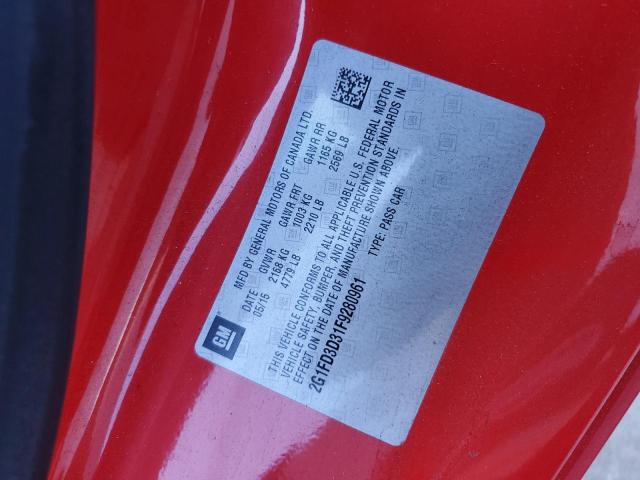 GM
MFD BY GENERAL MOTORS OF CANADA LTD.
DATE GVWR GAWR FRT GAWR RR
05/15 2168 KG 1003 KG 1165 KG
4779 LB 2210 LB 2569 LB
THIS VEHICLE CONFORMS TO ALL APPLICABLE U.S. FEDERAL MOTOR
VEHICLE SAFETY, BUMPER, AND THEFT PREVENTION STANDARDS IN
EFFECT ON THE DATE OF MANUFACTURE SHOWN ABOVE.
2G1FD3D31F9280961 TYPE: PASS CAR